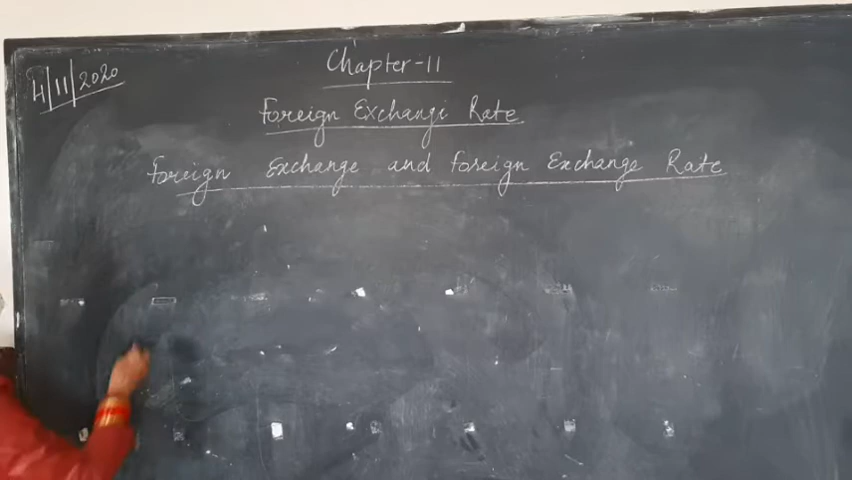 4/11/2020
Chapter-11
Foreign Exchange Rate
Foreign Exchange and Foreign Exchange Rate